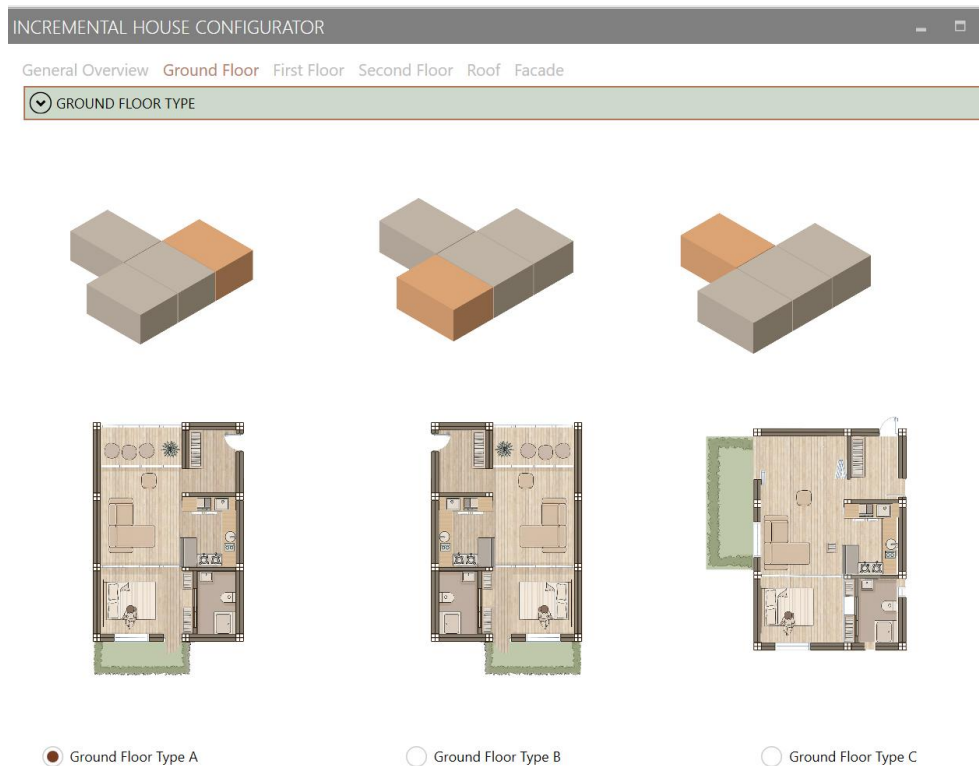 INCREMENTAL HOUSE CONFIGURATOR
General Overview Ground Floor First Floor Second Floor Roof Facade
GROUND FLOOR TYPE
Ground Floor Type A Ground Floor Type B Ground Floor Type C